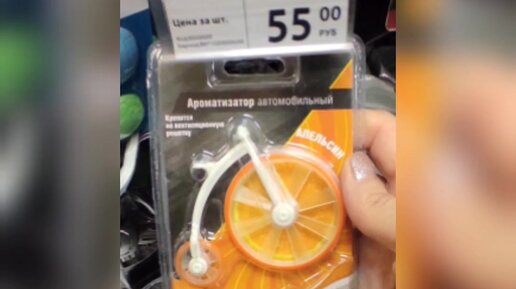 Цена за шт.
55 00
РУБ
Ароматизатор автомобильный
Крепится
на вентиляционную
решетку
АПЕЛЬСИН